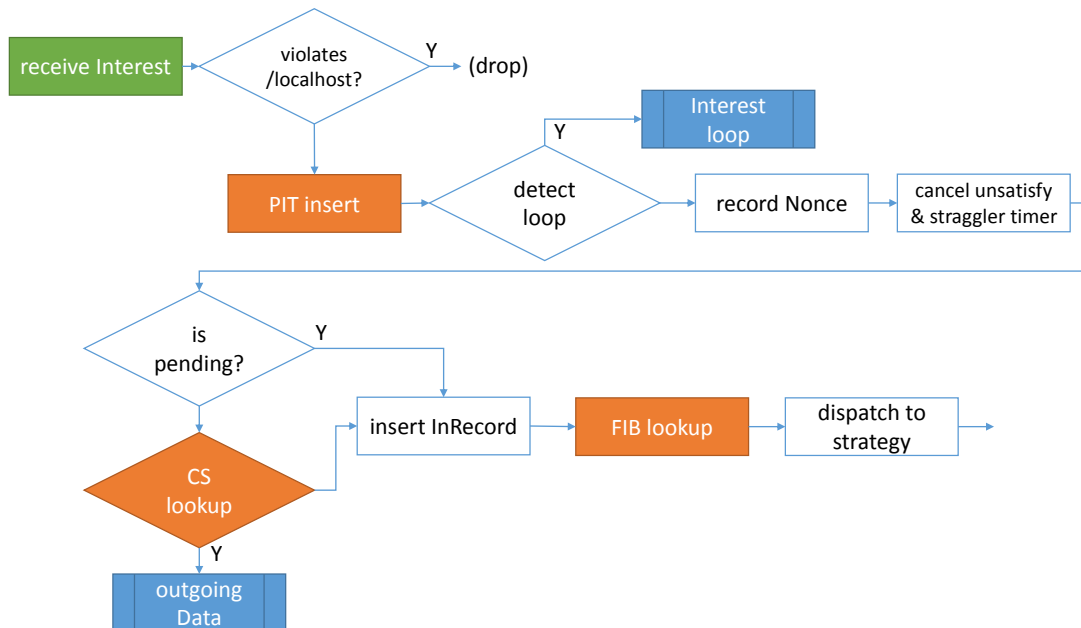 receive Interest
violates
/localhost?
Y
(drop)
Interest
loop
Y
PIT insert
detect
loop
record Nonce
cancel unsatisfy
& straggler timer
is
pending?
Y
insert InRecord
FIB lookup
dispatch to
strategy
CS
lookup
Y
outgoing
Data